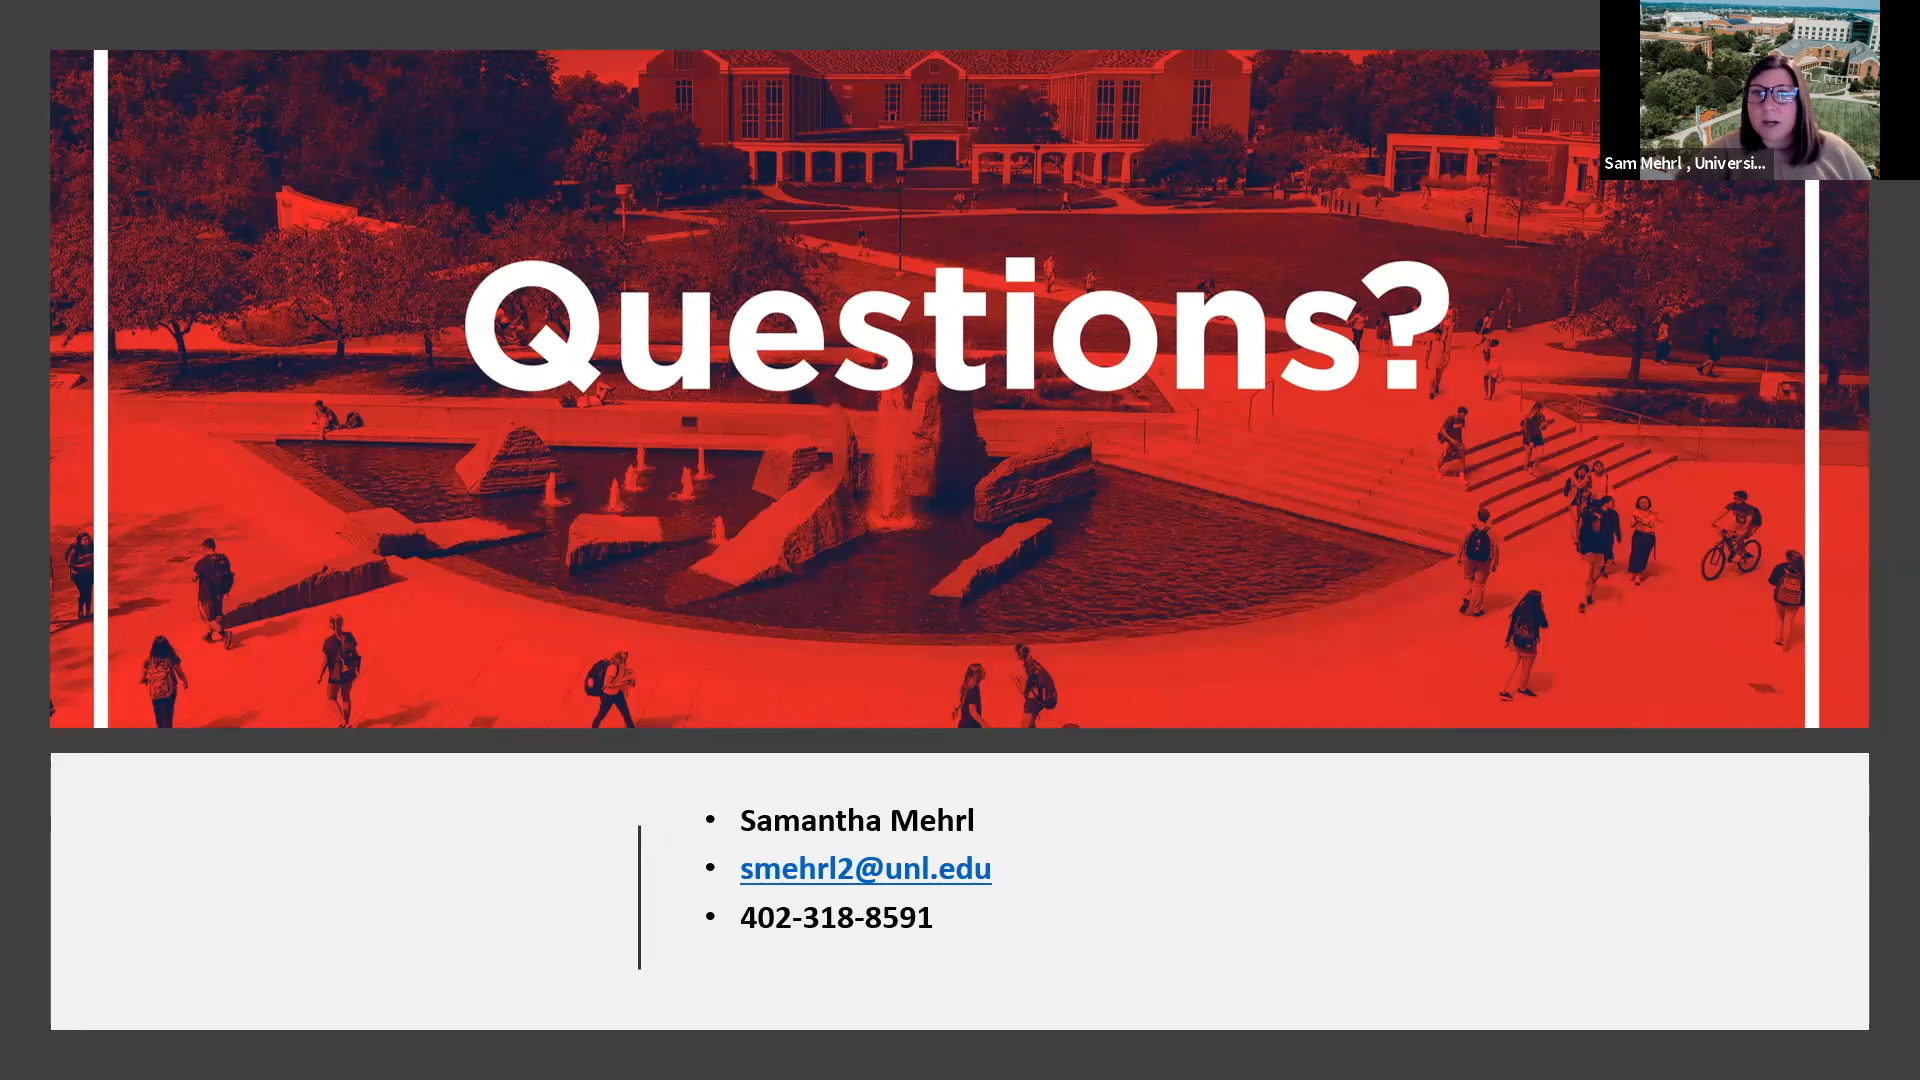 Sam Mehrl , Universi...
Questions?
• Samantha Mehrl
• smehrl2@unl.edu
• 402-318-8591